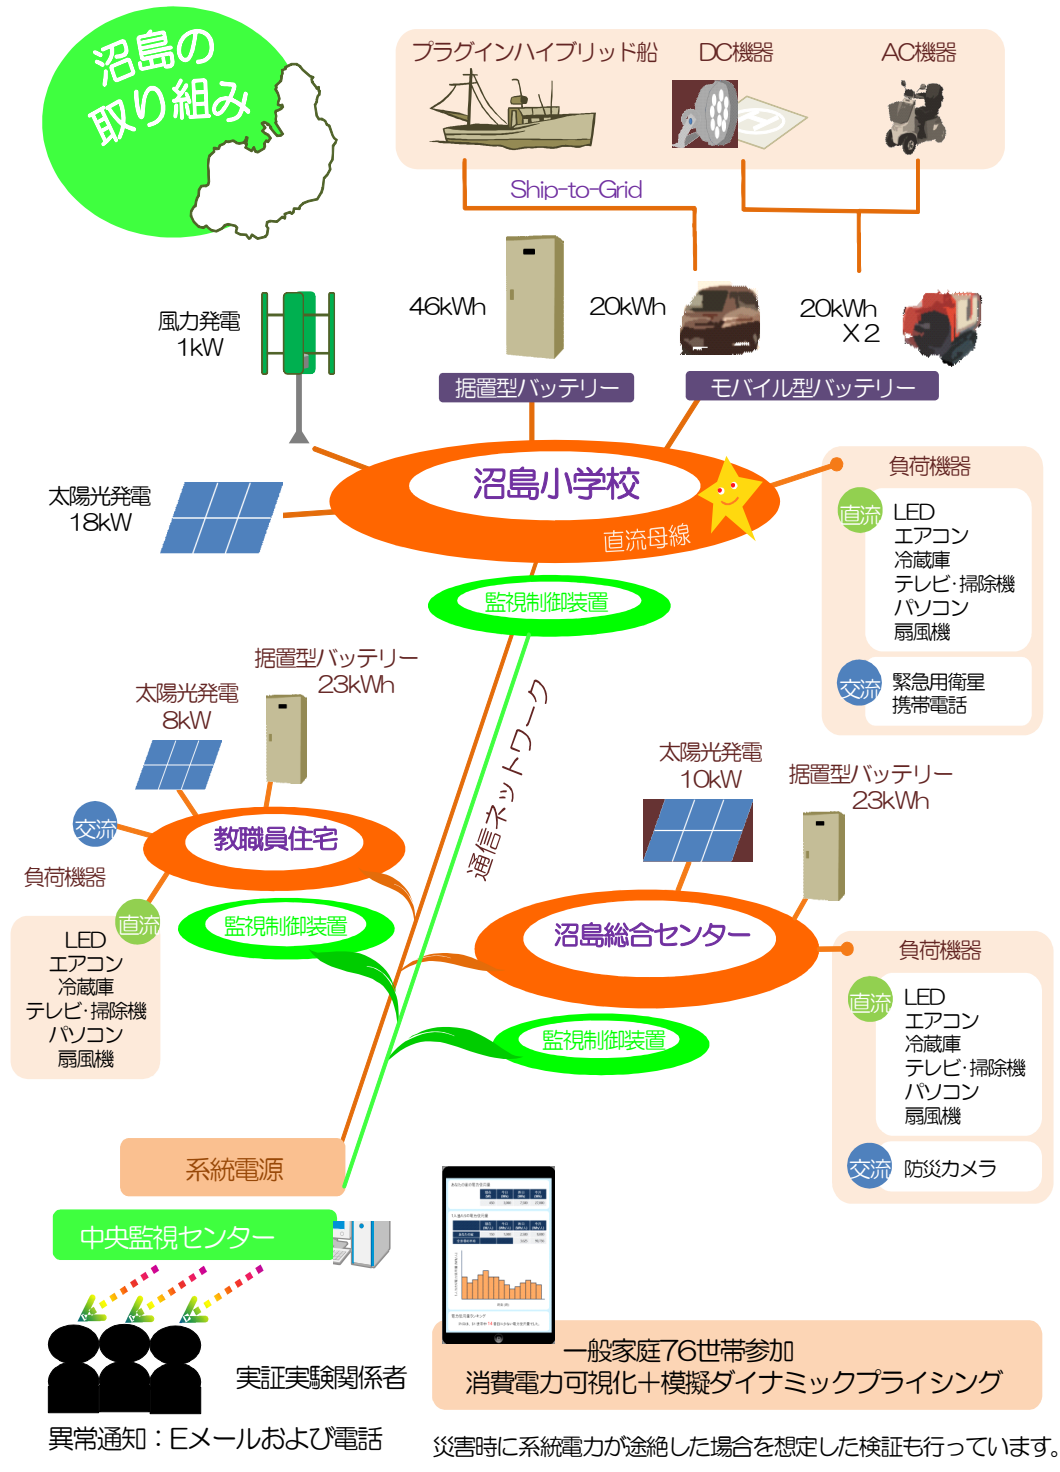 沼島の
取り組み
プラグインハイブリッド船
DC機器
AC機器
Ship-to-Grid
46kWh
20kWh
20kWh
X 2
風力発電
1kW
据置型バッテリー
モバイル型バッテリー
沼島小学校
直流母線
太陽光発電
18kW
負荷機器
直流
LED
エアコン
冷蔵庫
テレビ・掃除機
パソコン
扇風機
交流
緊急用衛星
携帯電話
監視制御装置
通信ネットワーク
据置型バッテリー
23kWh
太陽光発電
8kW
交流
教職員住宅
負荷機器
直流
LED
エアコン
冷蔵庫
テレビ・掃除機
パソコン
扇風機
監視制御装置
太陽光発電
10kW
据置型バッテリー
23kWh
沼島総合センター
監視制御装置
負荷機器
直流
LED
エアコン
冷蔵庫
テレビ・掃除機
パソコン
扇風機
交流
防災カメラ
系統電源
中央監視センター
実証実験関係者
異常通知：Eメールおよび電話
一般家庭76世帯参加
消費電力可視化＋模擬ダイナミックプライシング
災害時に系統電力が途絶した場合を想定した検証も行っています。